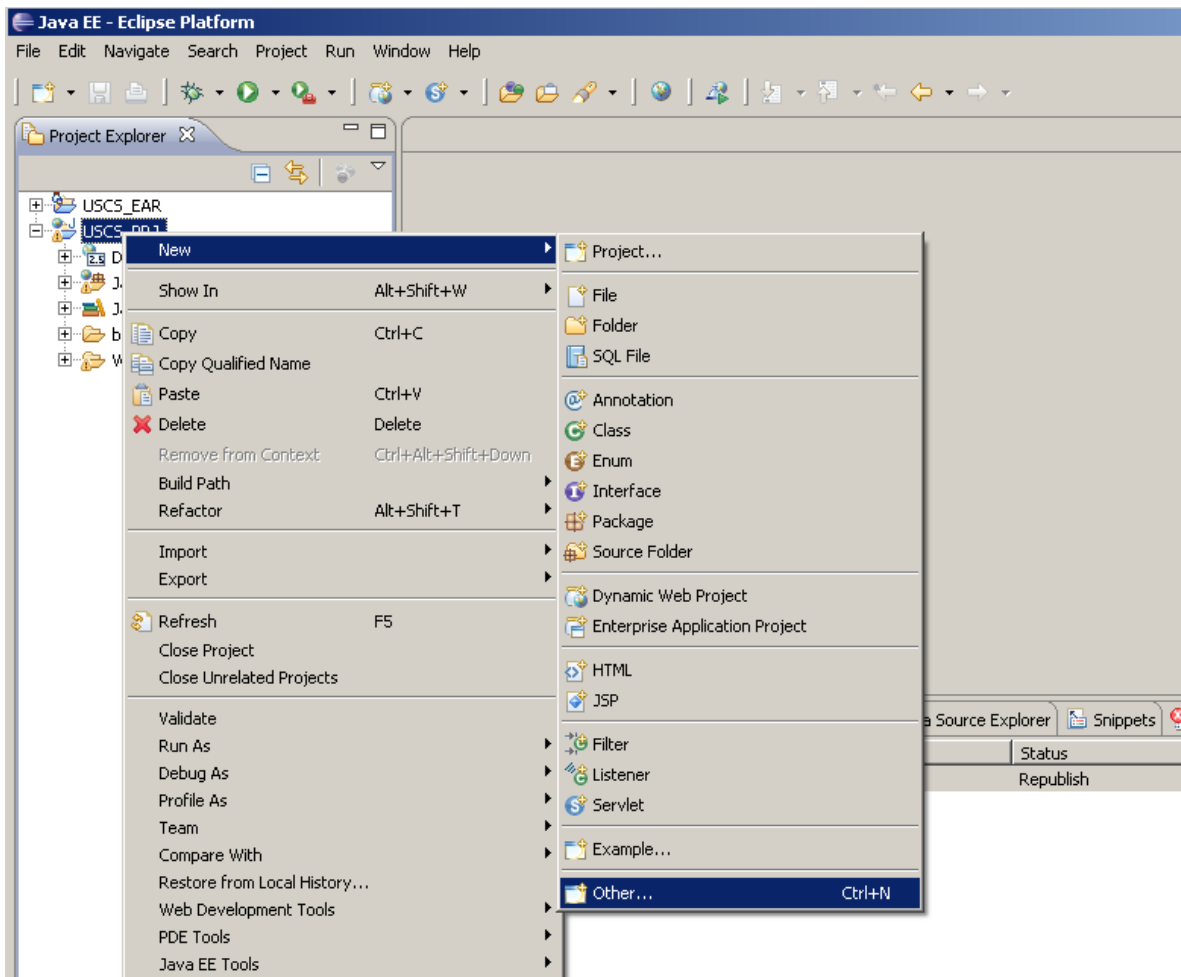 Java EE - Eclipse Platform
File Edit Navigate Search Project Run Window Help
Project Explorer
USCS_EAR
USCS_PRJ
2.5 D
J
J
b
W
New
Show In Alt+Shift+W
Copy Ctrl+C
Copy Qualified Name
Paste Ctrl+V
Delete Delete
Remove from Context Ctrl+Alt+Shift+Down
Build Path
Refactor Alt+Shift+T
Import
Export
Refresh F5
Close Project
Close Unrelated Projects
Validate
Run As
Debug As
Profile As
Team
Compare With
Restore from Local History...
Web Development Tools
PDE Tools
Java EE Tools
Project...
File
Folder
SQL File
Annotation
Class
Enum
Interface
Package
Source Folder
Dynamic Web Project
Enterprise Application Project
HTML
JSP
Filter
Listener
Servlet
Example...
Other... Ctrl+N
a Source Explorer Snippets
Status
Republish